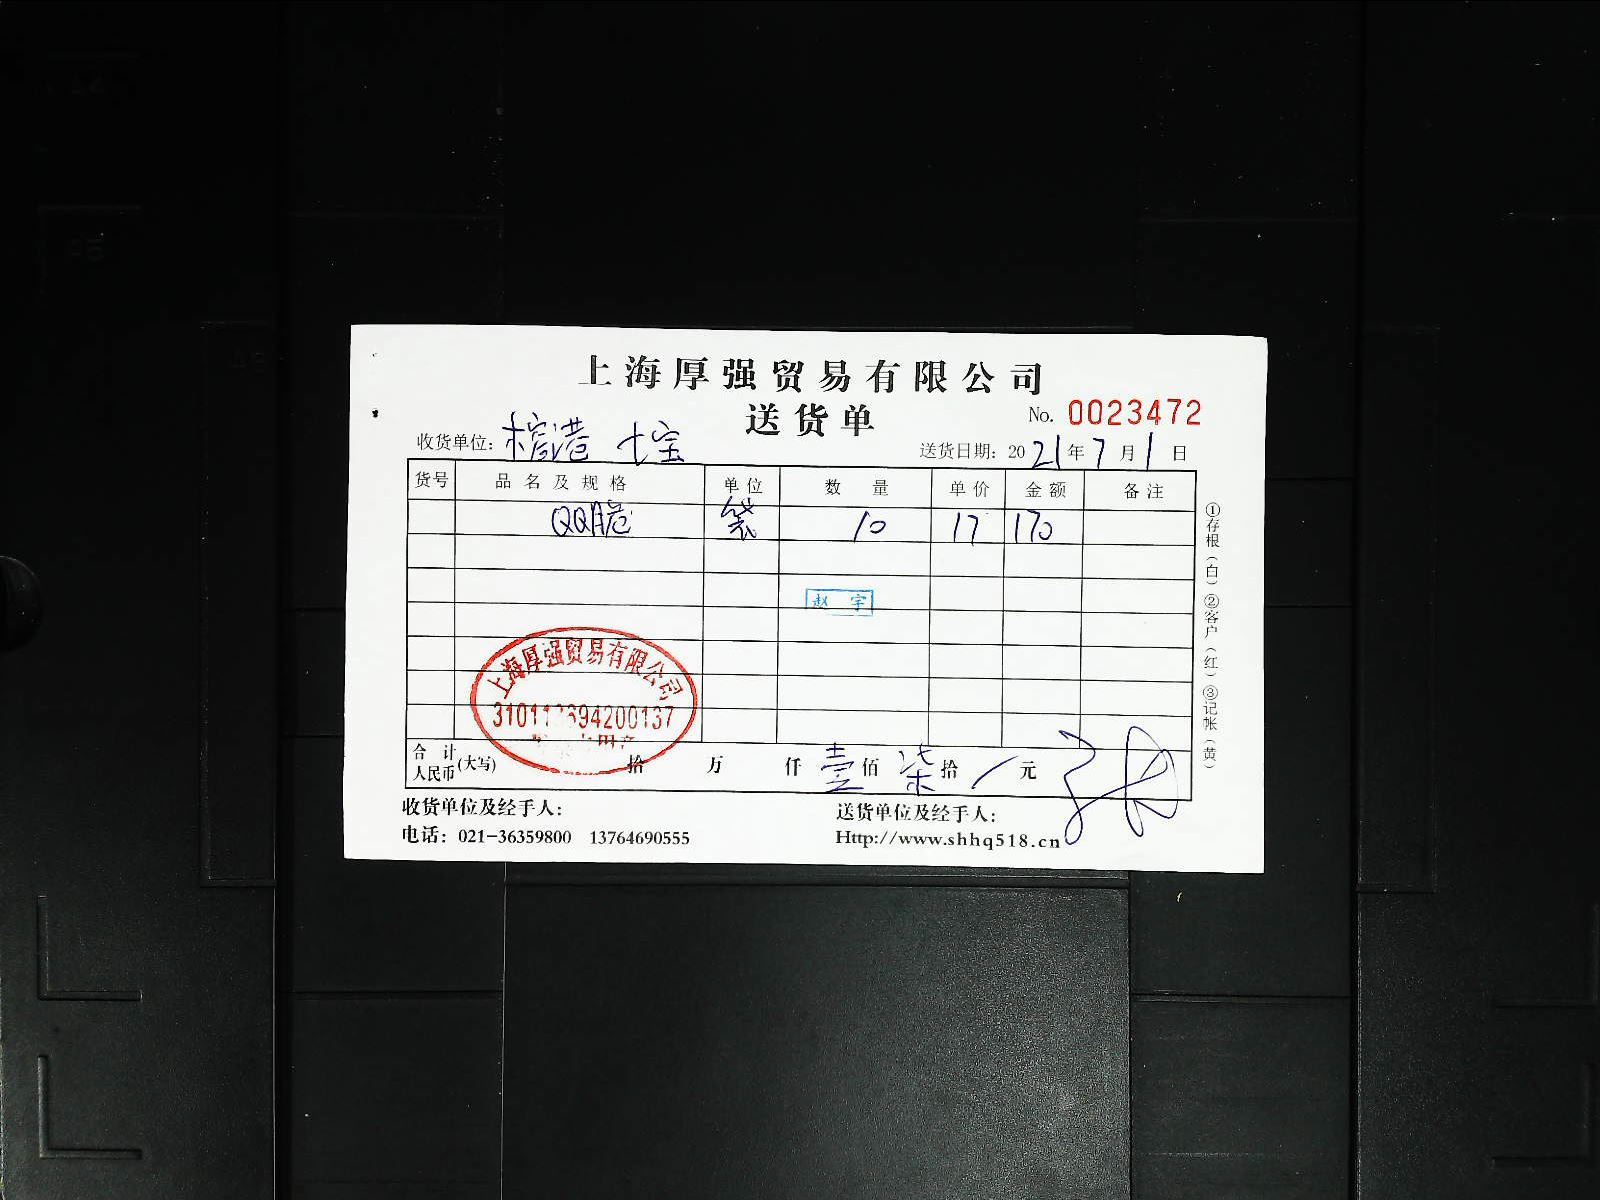 上海厚强贸易有限公司
送货单
No. 0023472
收货单位: 棺港 七宝
送货日期: 2021年7月1日
货号 品名及规格 单位 数量 单价 金额 备注
QQ脆 袋 10 17 170
赵宇
上海厚强贸易有限公司
合计人民币(大写) 拾 万 仟 壹佰 柒拾 / 元
收货单位及经手人:
送货单位及经手人:
电话: 021-36359800 13764690555
Http://www.shhq518.cn
①存根(白)②客户(红)③记帐(黄)